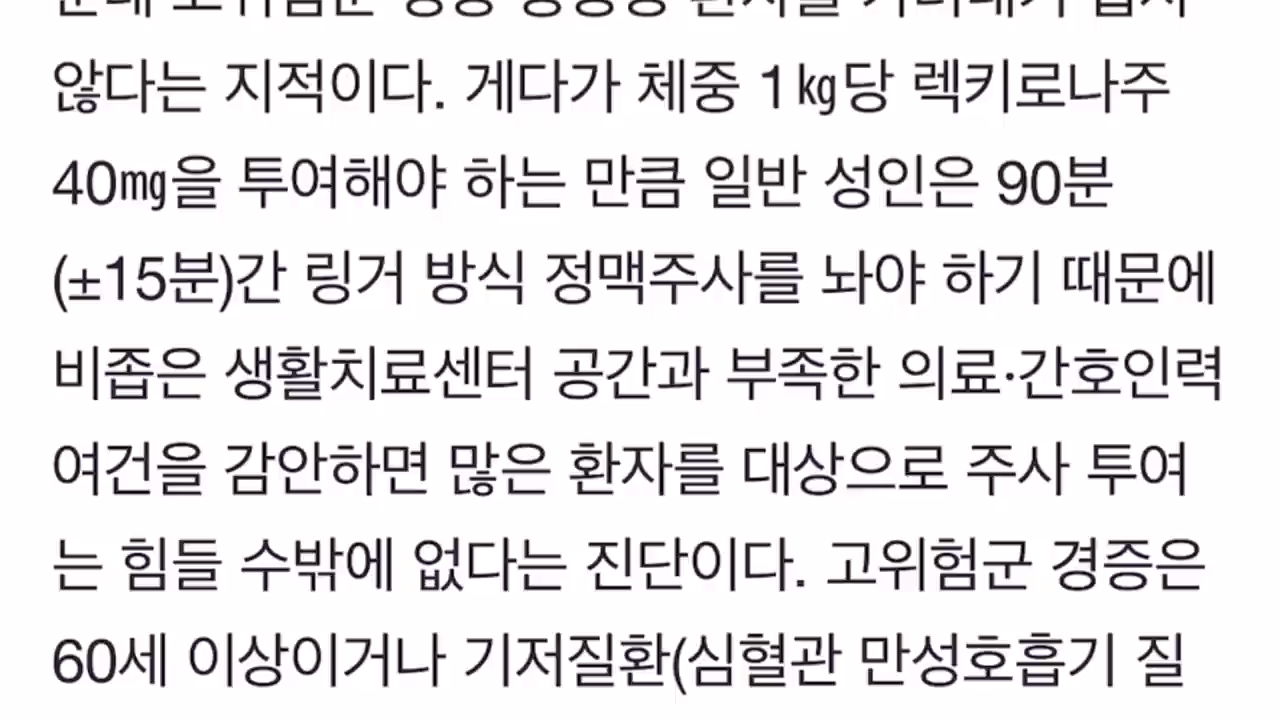 않다는 지적이다. 게다가 체중 1㎏당 렉키로나주
40㎎을 투여해야 하는 만큼 일반 성인은 90분
(±15분)간 링거 방식 정맥주사를 놔야 하기 때문에
비좁은 생활치료센터 공간과 부족한 의료·간호인력
여건을 감안하면 많은 환자를 대상으로 주사 투여
는 힘들 수밖에 없다는 진단이다. 고위험군 경증은
60세 이상이거나 기저질환(심혈관 만성호흡기 질